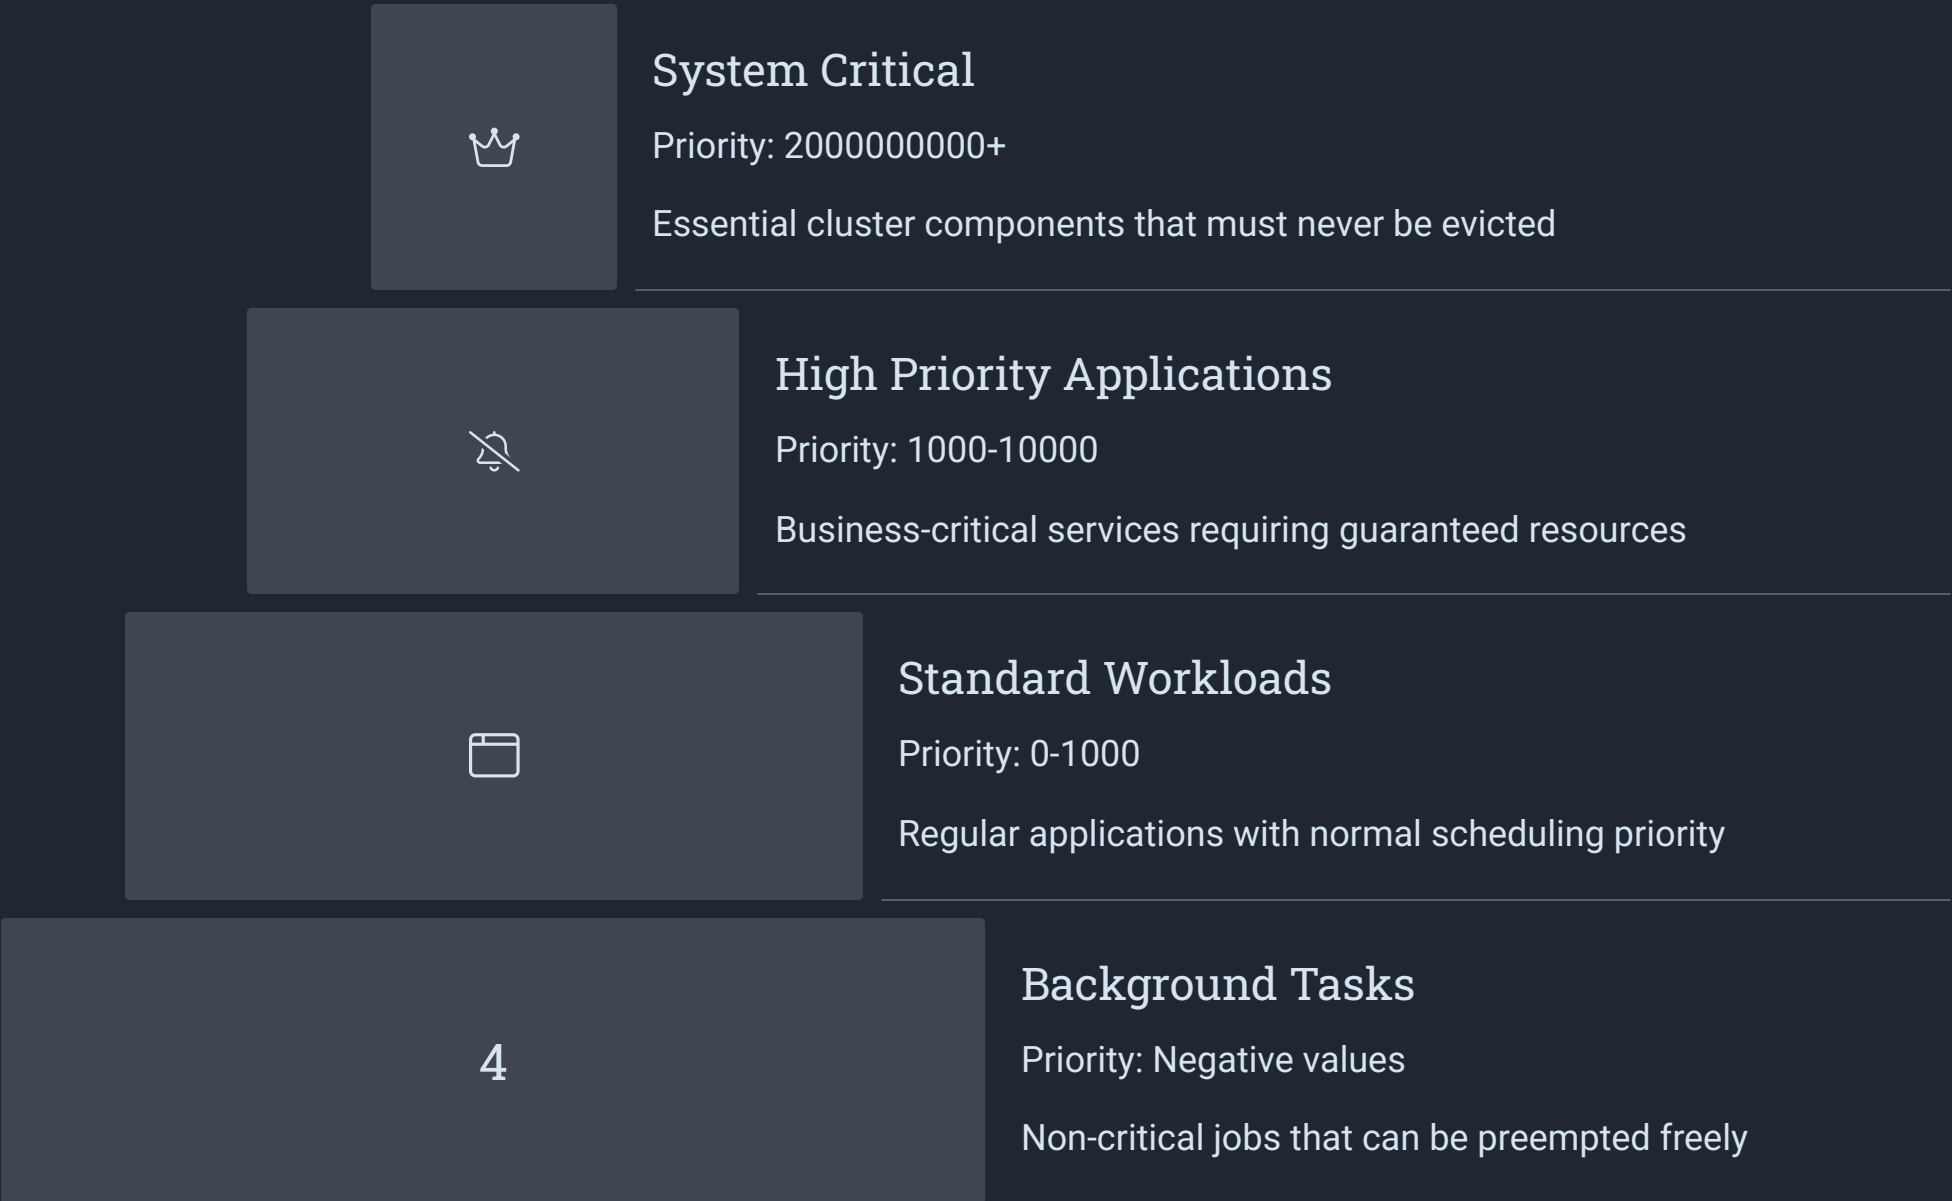 System Critical
Priority: 2000000000+
Essential cluster components that must never be evicted
High Priority Applications
Priority: 1000-10000
Business-critical services requiring guaranteed resources
Standard Workloads
Priority: 0-1000
Regular applications with normal scheduling priority
4
Background Tasks
Priority: Negative values
Non-critical jobs that can be preempted freely